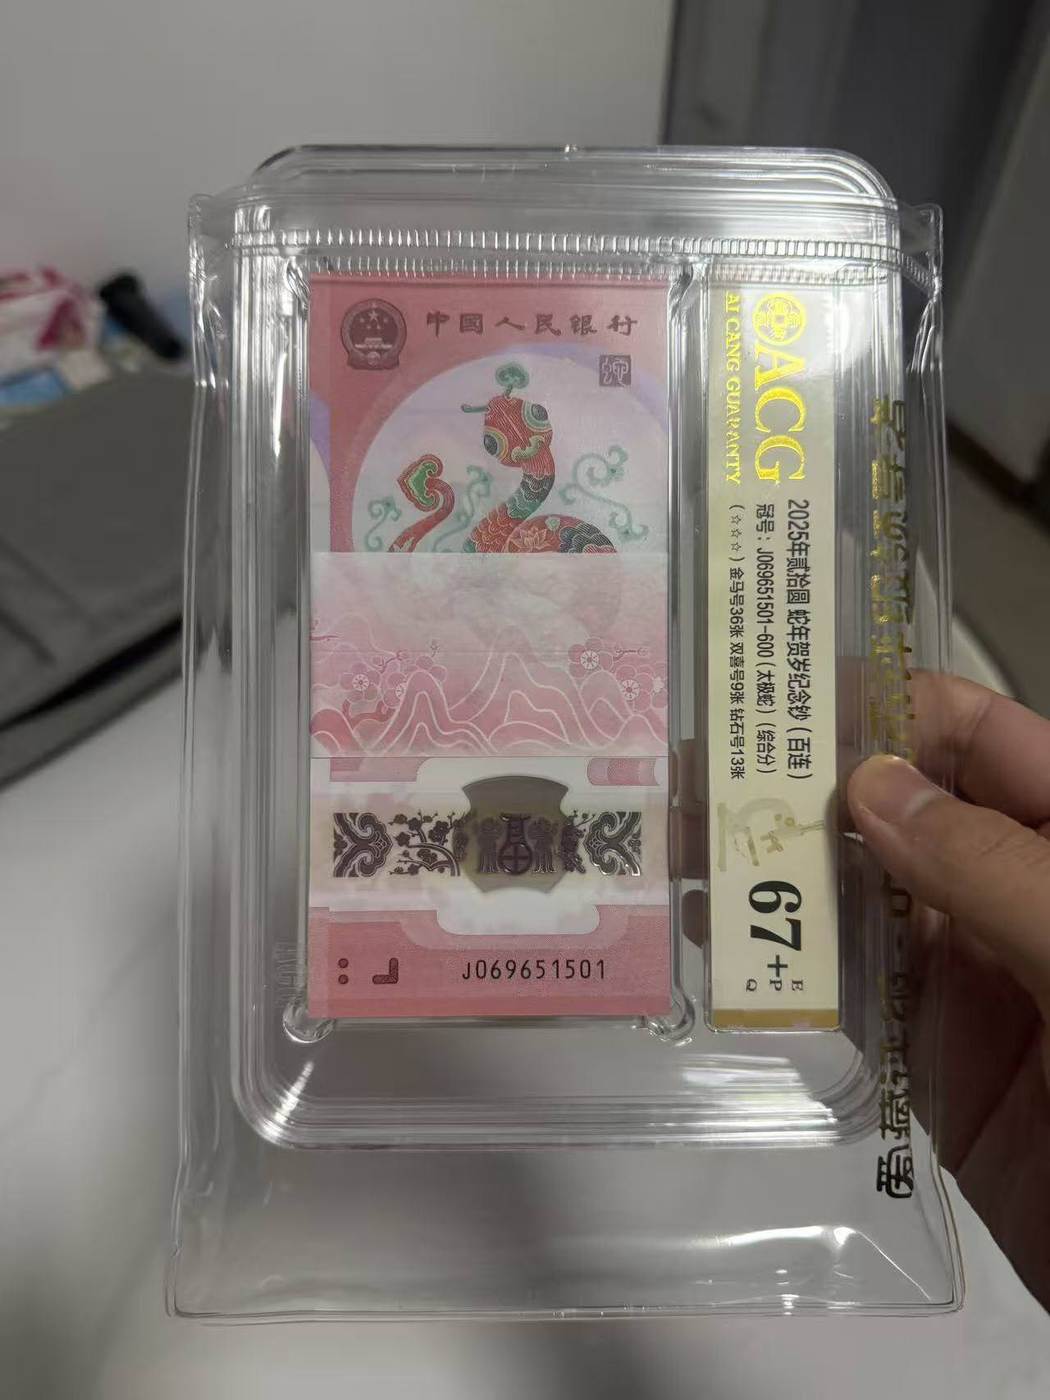 中国人民银行
J069651501
ACG
AI CANG GUARANTY
2025年贰拾圆 蛇年贺岁纪念钞（百连）
冠号：J069651501-600（太极蛇）（综合分）
（☆☆☆）金马号36张 双喜号9张 钻石号13张
67+
E
P
Q